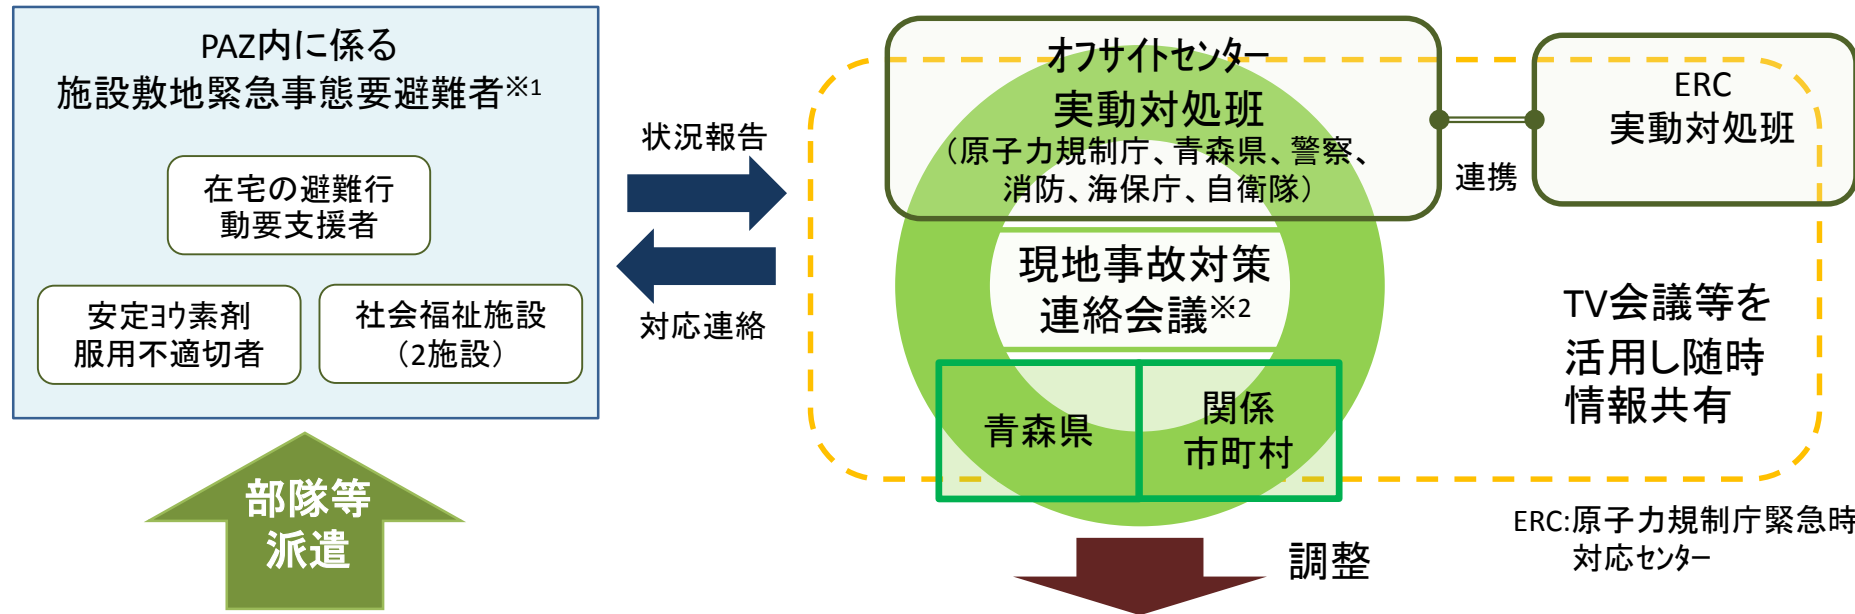 PAZ内に係る
施設敷地緊急事態要避難者※1
在宅の避難行
動要支援者
安定ﾖｳ素剤
服用不適切者
社会福祉施設
（2施設）
部隊等
派遣
状況報告
対応連絡
ｵﾌｻｲﾄｾﾝﾀｰ
実動対処班
（原子力規制庁、青森県、警察、
消防、海保庁、自衛隊）
現地事故対策
連絡会議※2
青森県
関係
市町村
連携
ERC
実動対処班
TV会議等を
活用し随時
情報共有
調整
ERC:原子力規制庁緊急時
対応ｾﾝﾀｰ